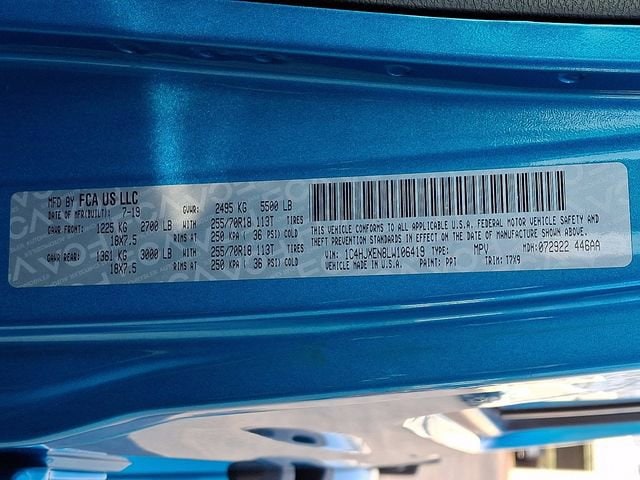 MFD BY FCA US LLC
DATE OF MFR(BUILT): 7-19 GVWR: 2495 KG 5500 LB
GAWR FRONT: 1225 KG 2700 LB WITH 255/70R18 113T TIRES
18X7.5 RIMS AT 250 KPA ( 36 PSI) COLD
GAWR REAR: 1361 KG 3000 LB WITH 255/70R18 113T TIRES
18X7.5 RIMS AT 250 KPA ( 36 PSI) COLD
THIS VEHICLE CONFORMS TO ALL APPLICABLE U.S.A. FEDERAL MOTOR VEHICLE SAFETY AND
THEFT PREVENTION STANDARDS IN EFFECT ON THE DATE OF MANUFACTURE SHOWN ABOVE.
VIN: 1C4HJXEN6LW106419 TYPE: MPV MDH: 072922 446AA
VEHICLE MADE IN U.S.A. PAINT: PPT TRIM: T7X9